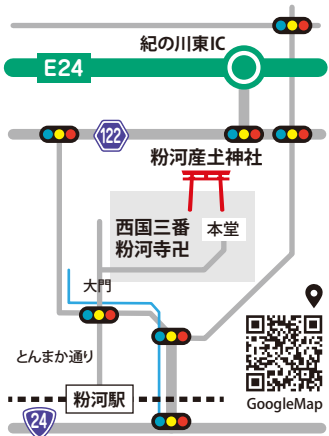 紀の川東IC
E24
122
粉河産土神社
西国三番
粉河寺卍
本堂
大門
とんまか通り
粉河駅
GoogleMap
24